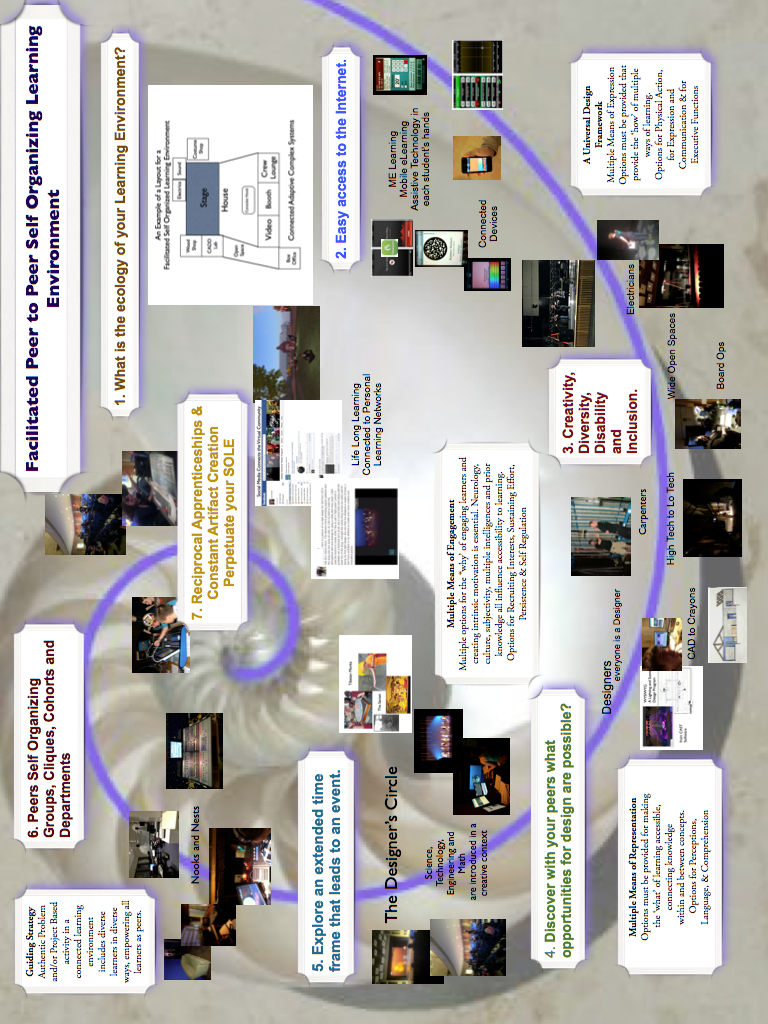 Facilitated Peer to Peer Self Organizing Learning
Environment
1. What is the ecology of your Learning Environment?
An Example of a Layout for a
Facilitated Self Organized Learning Environment
Wood
Shop
Dressing
Sound
Costume
Shop
CADD
Lab
Stage
Open
Space
House
Box
Office
Video
Booth
Crew
Lounge
Connected Adaptive Complex Systems
2. Easy access to the Internet.
ME Learning
Mobile eLearning
Assistive Technology in
each student's hands
Connected
Devices
A Universal Design
Framework
Multiple Means of Expression
Options must be provided that
provide the 'how' of multiple
ways of learning.
Options for Physical Action,
for Expression and
Communication & for
Executive Functions
3. Creativity,
Diversity,
Disability
and
Inclusion.
Electricians
Wide Open Spaces
Board Ops
Carpenters
High Tech to Lo Tech
Designers
everyone is a Designer
CAD to Crayons
Multiple Means of Engagement
Multiple options for the 'why' of engaging learners and
creating intrinsic motivation is essential. Neurology,
culture, subjectivity, multiple intelligences and prior
knowledge all influence accessibility to learning.
Options for Recruiting Interests, Sustaining Effort,
Persistence & Self Regulation
4. Discover with your peers what
opportunities for design are possible?
Multiple Means of Representation
Options must be provided for making
the 'what' of learning accessible,
connecting knowledge
within and between concepts.
Options for Perceptions,
Language, & Comprehension
5. Explore an extended time
frame that leads to an event.
The Designer's Circle
Science,
Technology,
Engineering and
Math
are introduced in a
creative context
6. Peers Self Organizing
Groups, Cliques, Cohorts and
Departments
Nooks and Nests
Guiding Strategy
Authentic Problem
and/or Project Based
activity in a
connected learning
environment
includes diverse
learners in diverse
ways, empowering all
learners as peers.
7. Reciprocal Apprenticeships &
Constant Artifact Creation
Perpetuate your SOLE
Social Media Connects the Virtual Community
Life Long Learning
Connected to Personal
Learning Networks